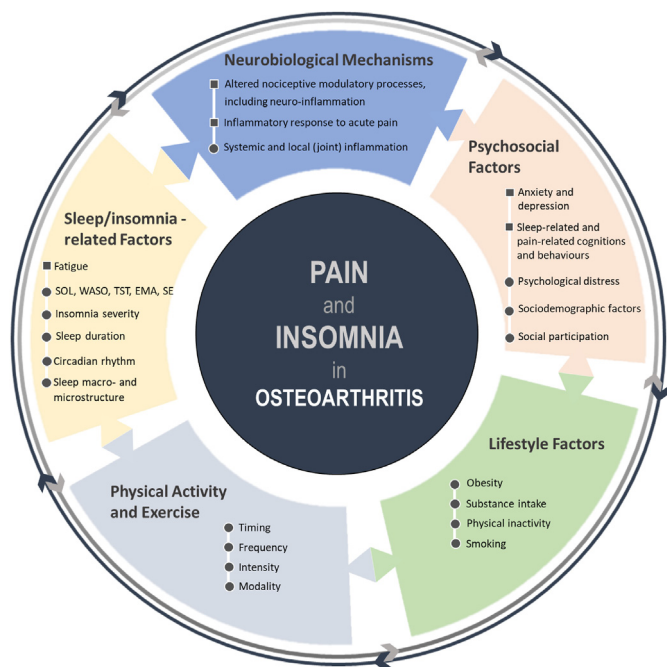 Neurobiological Mechanisms
Altered nociceptive modulatory processes,
including neuro-inflammation
Inflammatory response to acute pain
Systemic and local (joint) inflammation
Psychosocial
Factors
Anxiety and
depression
Sleep-related and
pain-related cognitions
and behaviours
Psychological distress
Sociodemographic factors
Social participation
Lifestyle Factors
Obesity
Substance intake
Physical inactivity
Smoking
Physical Activity
and Exercise
Timing
Frequency
Intensity
Modality
Sleep/insomnia -
related Factors
Fatigue
SOL, WASO, TST, EMA, SE
Insomnia severity
Sleep duration
Circadian rhythm
Sleep macro- and
microstructure
PAIN
and
INSOMNIA
in
OSTEOARTHRITIS